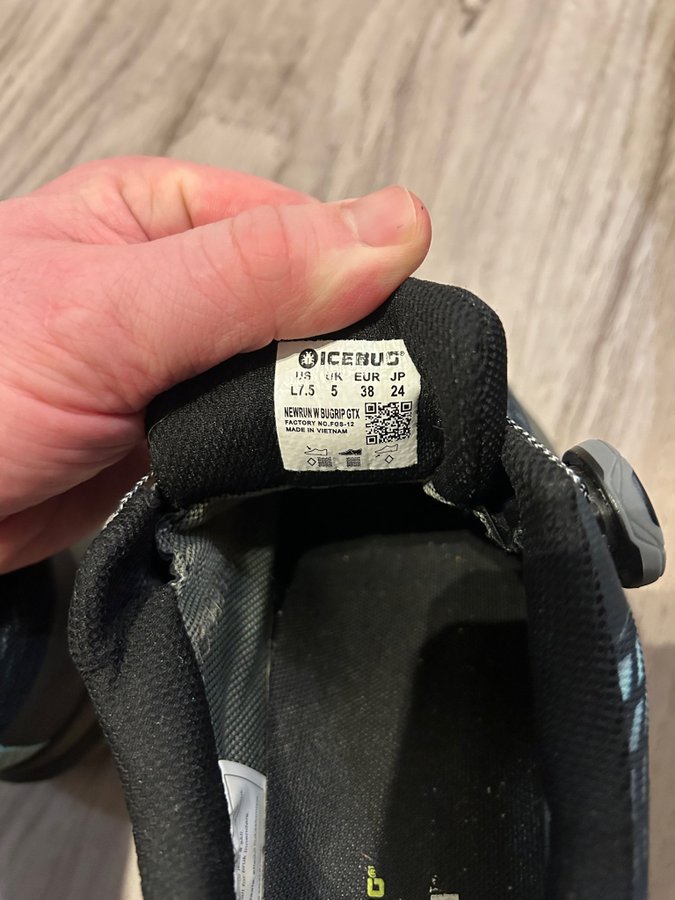 ICEBUG®
US UK EUR JP
L7.5 5 38 24
NEWRUN W BUGRIP GTX
FACTORY NO.FGS-12
MADE IN VIETNAM